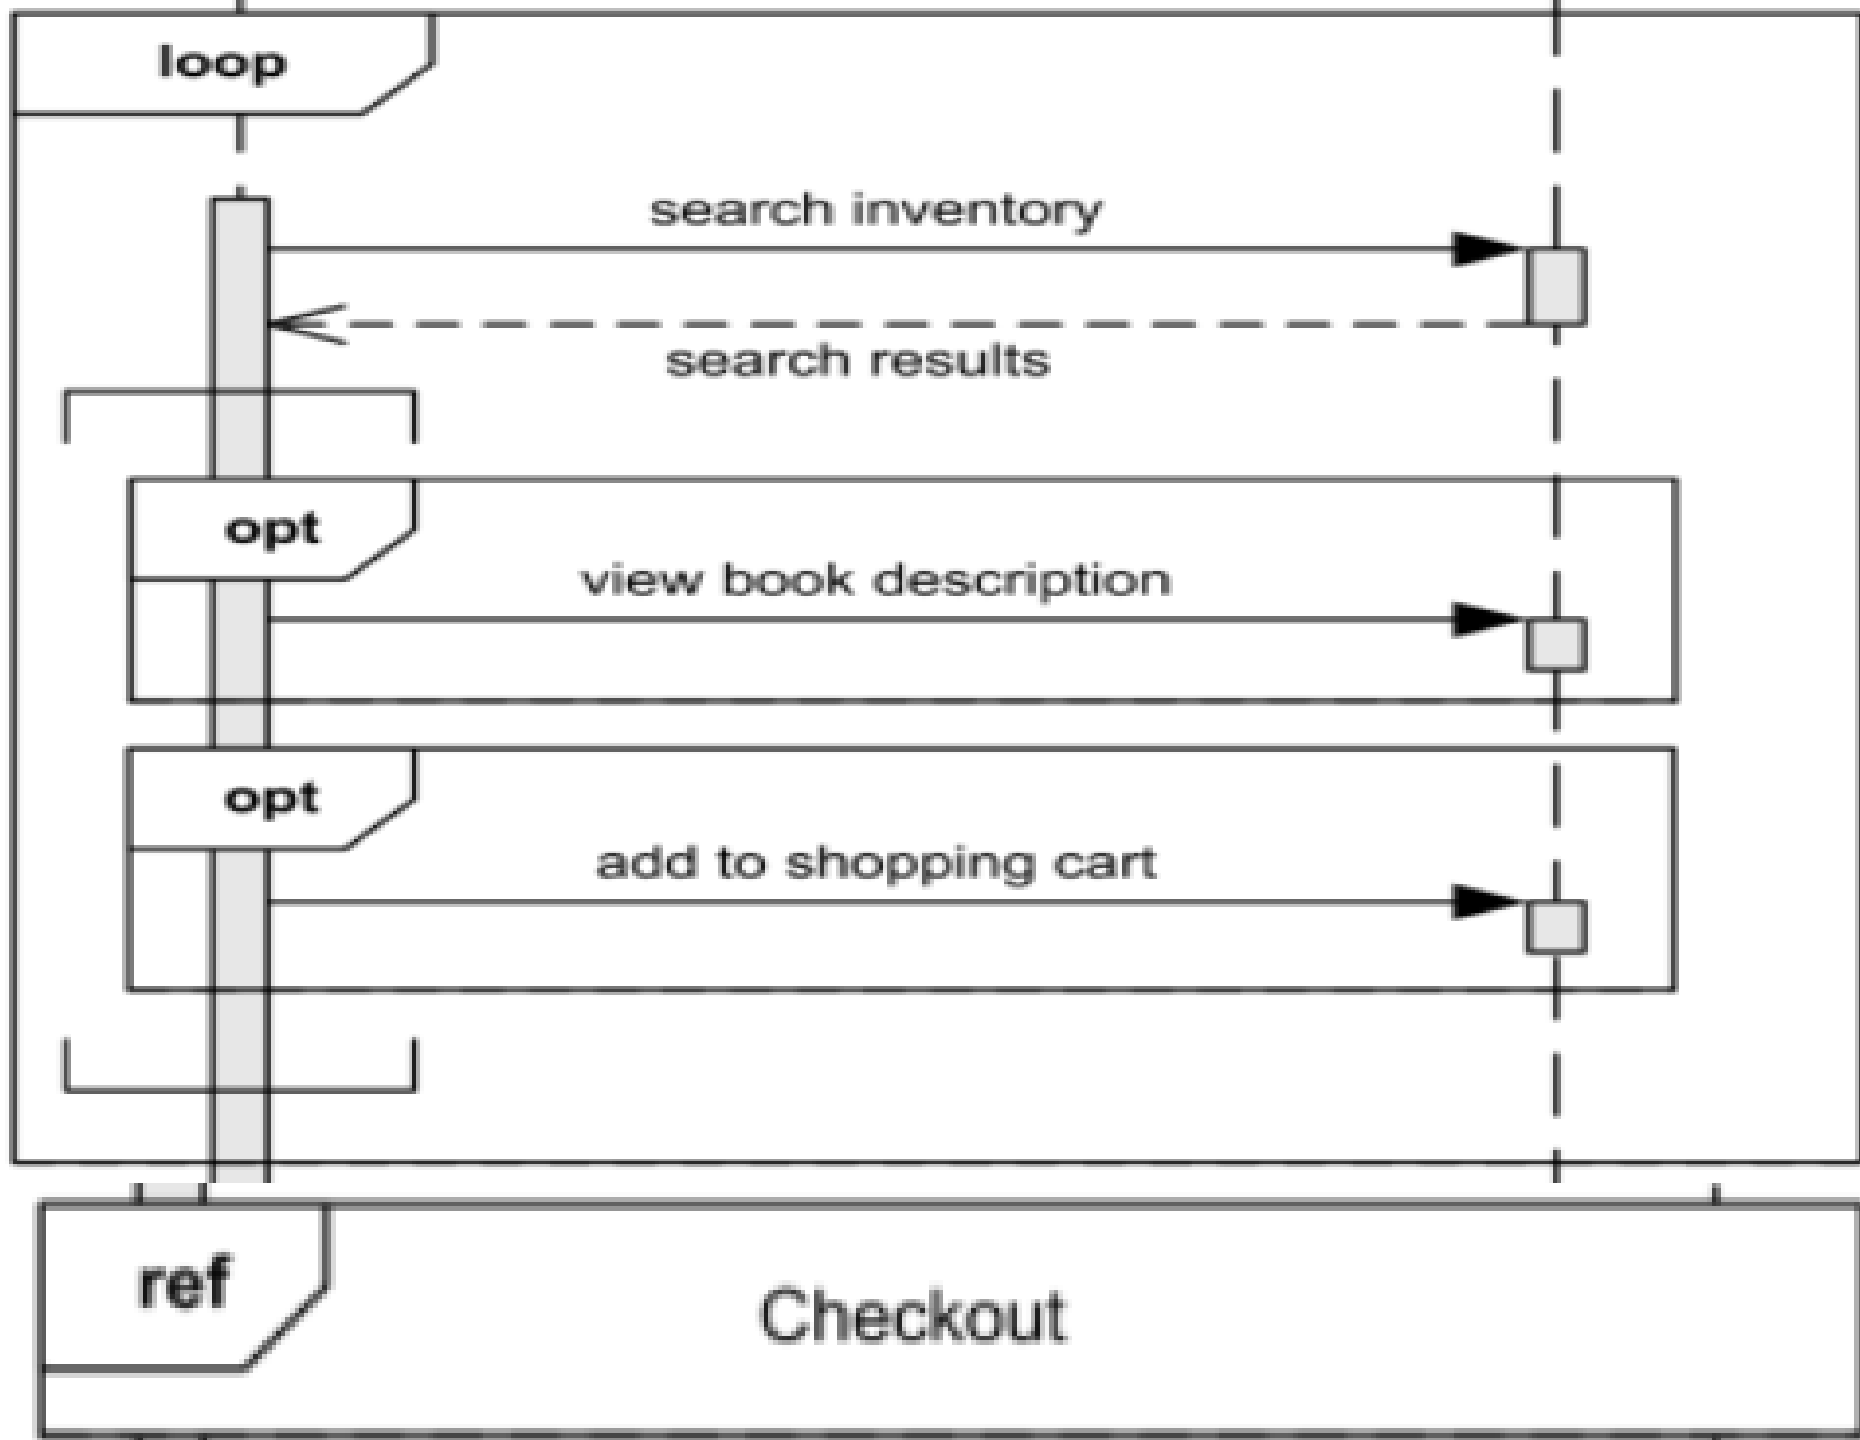 loop
search inventory
search results
opt
view book description
opt
add to shopping cart
ref
Checkout